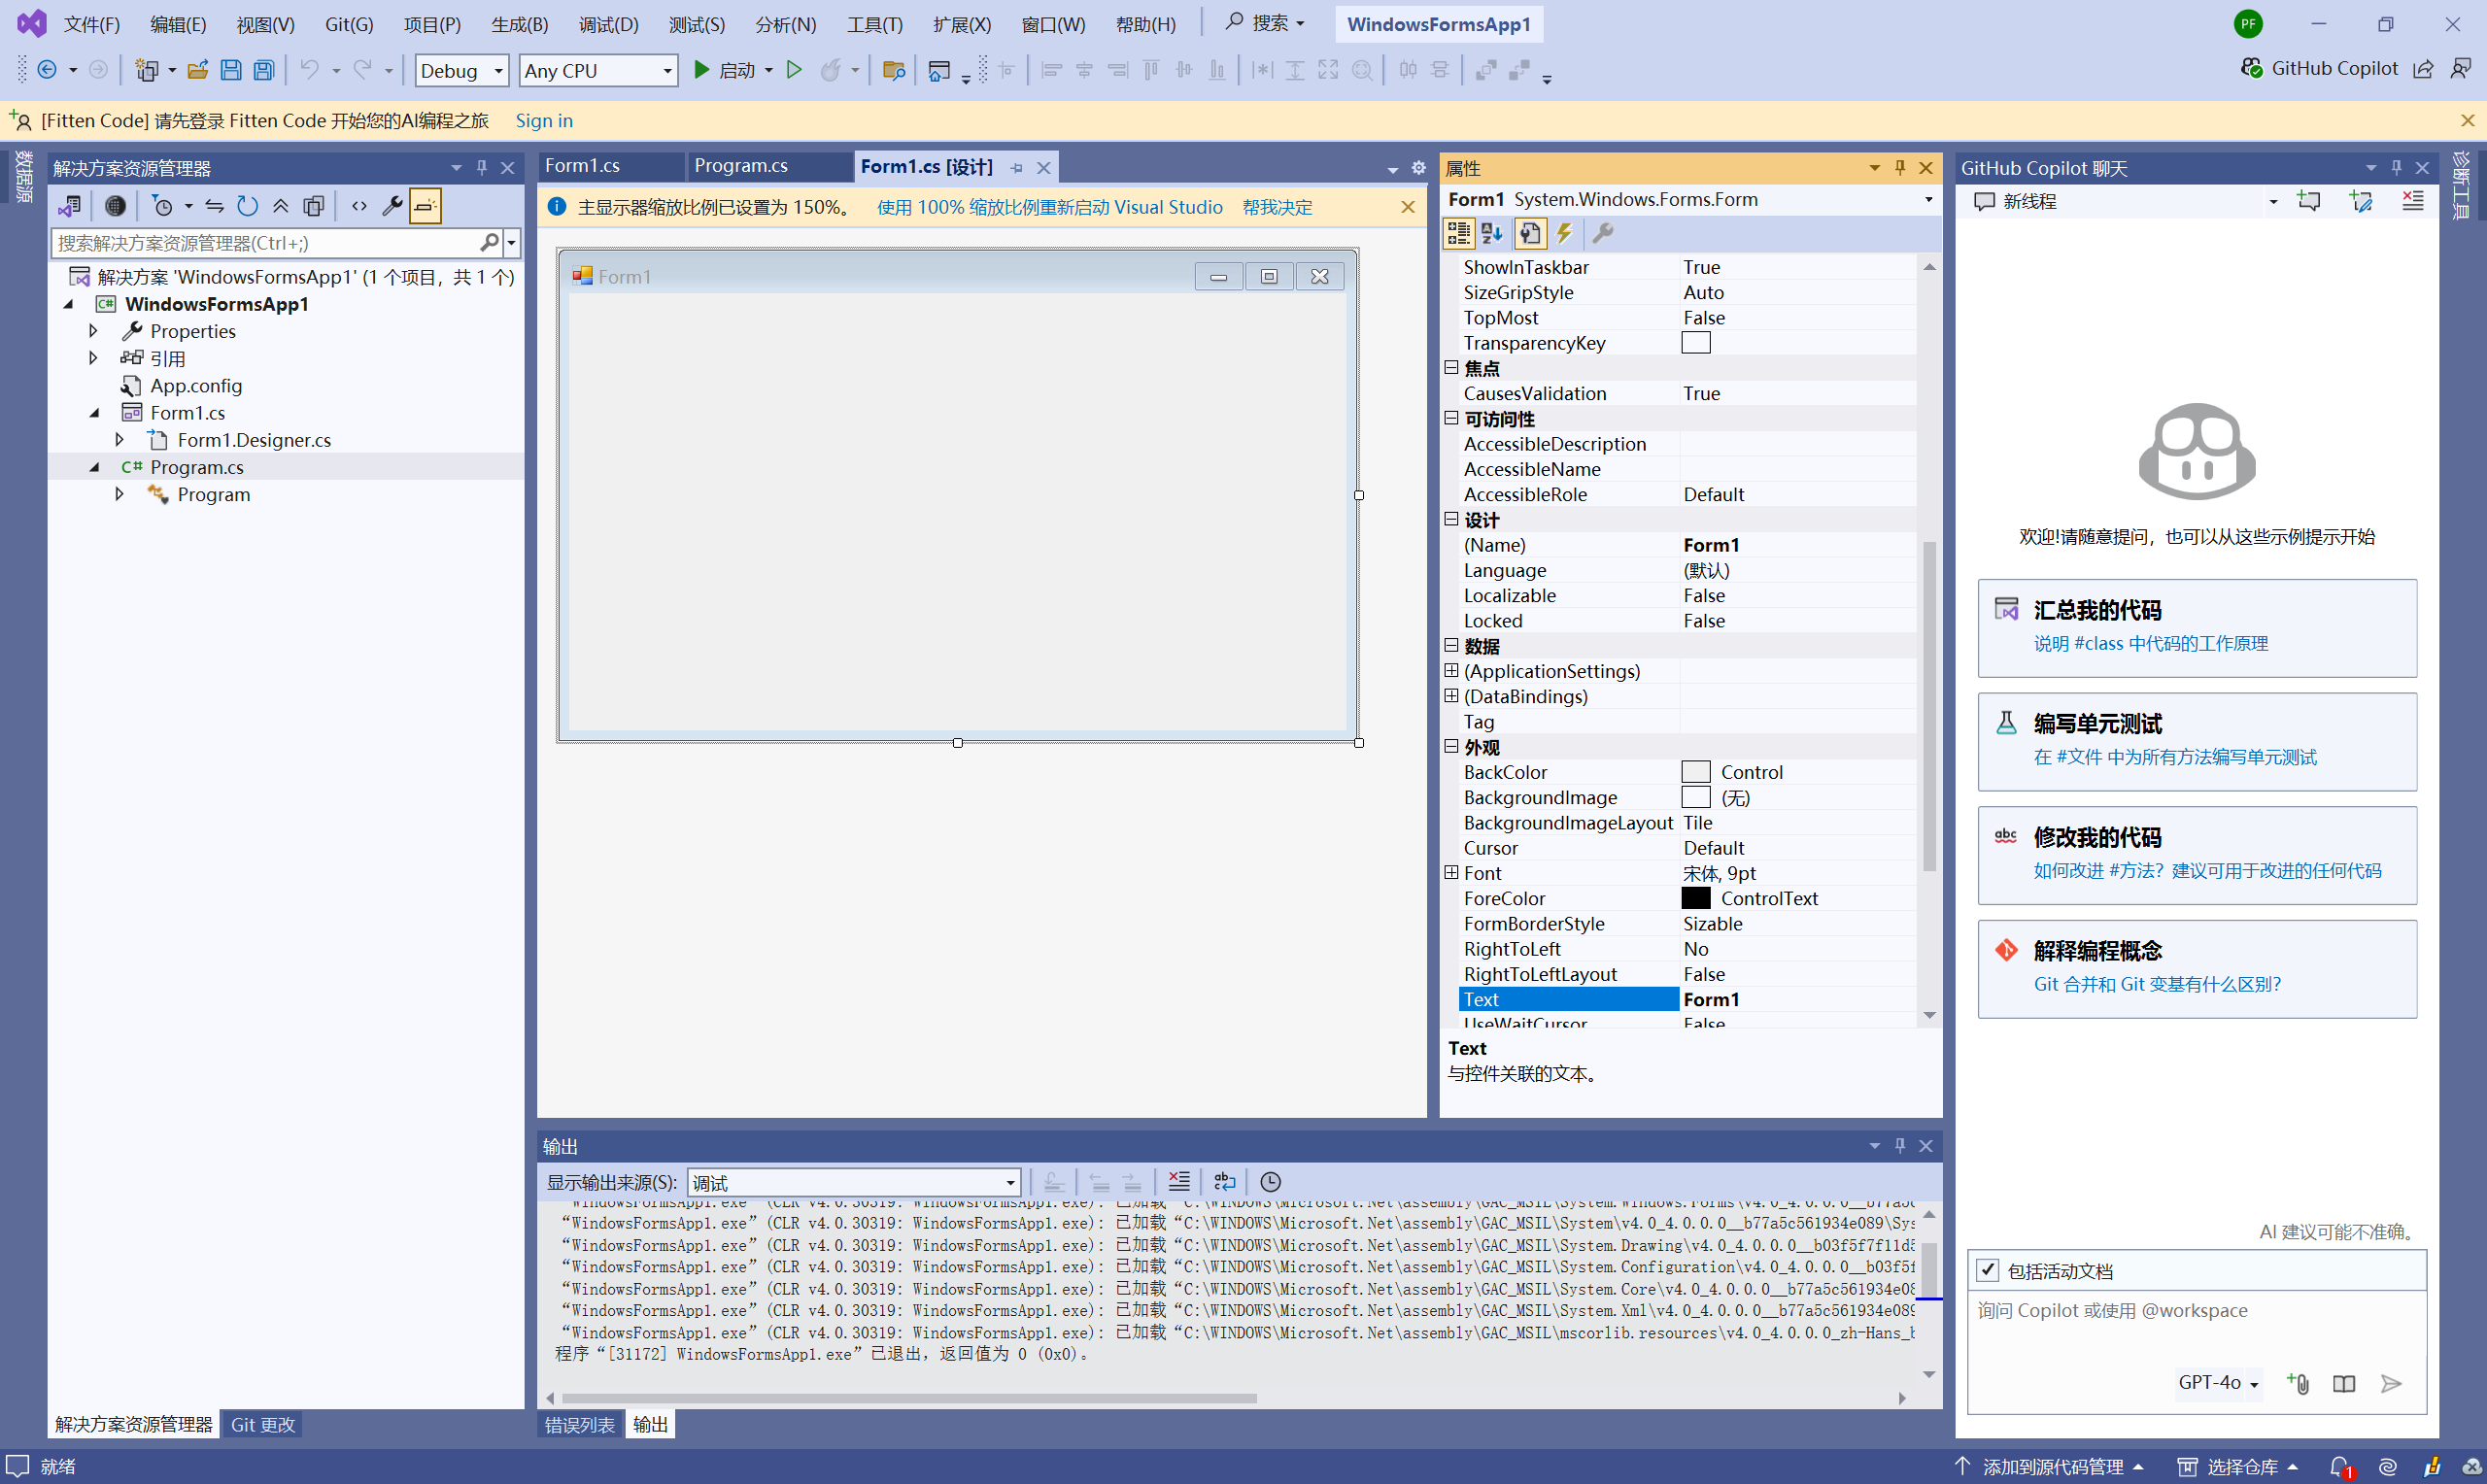 文件(F) 编辑(E) 视图(V) Git(G) 项目(P) 生成(B) 调试(D) 测试(S) 分析(N) 工具(T) 扩展(X) 窗口(W) 帮助(H) 搜索 WindowsFormsApp1 PF
Debug Any CPU 启动 GitHub Copilot
[Fitten Code] 请先登录 Fitten Code 开始您的AI编程之旅 Sign in
数据源
解决方案资源管理器
搜索解决方案资源管理器(Ctrl+;)
解决方案 'WindowsFormsApp1' (1 个项目，共 1 个)
WindowsFormsApp1
Properties
引用
App.config
Form1.cs
Form1.Designer.cs
Program.cs
Program
解决方案资源管理器 Git 更改
Form1.cs Program.cs Form1.cs [设计]
主显示器缩放比例已设置为 150%。 使用 100% 缩放比例重新启动 Visual Studio 帮我决定
Form1
属性
Form1 System.Windows.Forms.Form
ShowInTaskbar True
SizeGripStyle Auto
TopMost False
TransparencyKey
焦点
CausesValidation True
可访问性
AccessibleDescription
AccessibleName
AccessibleRole Default
设计
(Name) Form1
Language (默认)
Localizable False
Locked False
数据
(ApplicationSettings)
(DataBindings)
Tag
外观
BackColor Control
BackgroundImage (无)
BackgroundImageLayout Tile
Cursor Default
Font 宋体, 9pt
ForeColor ControlText
FormBorderStyle Sizable
RightToLeft No
RightToLeftLayout False
Text Form1
UseWaitCursor False
Text
与控件关联的文本。
输出
显示输出来源(S): 调试
“WindowsFormsApp1.exe”(CLR v4.0.30319: WindowsFormsApp1.exe): 已加载“C:\WINDOWS\Microsoft.Net\assembly\GAC_MSIL\System.Windows.Forms\v4.0_4.0.0.0__b77a5c
“WindowsFormsApp1.exe”(CLR v4.0.30319: WindowsFormsApp1.exe): 已加载“C:\WINDOWS\Microsoft.Net\assembly\GAC_MSIL\System\v4.0_4.0.0.0__b77a5c561934e089\Sys
“WindowsFormsApp1.exe”(CLR v4.0.30319: WindowsFormsApp1.exe): 已加载“C:\WINDOWS\Microsoft.Net\assembly\GAC_MSIL\System.Drawing\v4.0_4.0.0.0__b03f5f7f11d5
“WindowsFormsApp1.exe”(CLR v4.0.30319: WindowsFormsApp1.exe): 已加载“C:\WINDOWS\Microsoft.Net\assembly\GAC_MSIL\System.Configuration\v4.0_4.0.0.0__b03f5f
“WindowsFormsApp1.exe”(CLR v4.0.30319: WindowsFormsApp1.exe): 已加载“C:\WINDOWS\Microsoft.Net\assembly\GAC_MSIL\System.Core\v4.0_4.0.0.0__b77a5c561934e08
“WindowsFormsApp1.exe”(CLR v4.0.30319: WindowsFormsApp1.exe): 已加载“C:\WINDOWS\Microsoft.Net\assembly\GAC_MSIL\System.Xml\v4.0_4.0.0.0__b77a5c561934e089
“WindowsFormsApp1.exe”(CLR v4.0.30319: WindowsFormsApp1.exe): 已加载“C:\WINDOWS\Microsoft.Net\assembly\GAC_MSIL\mscorlib.resources\v4.0_4.0.0.0_zh-Hans_b
程序“[31172] WindowsFormsApp1.exe”已退出，返回值为 0 (0x0)。
错误列表 输出
GitHub Copilot 聊天
新线程
欢迎!请随意提问，也可以从这些示例提示开始
汇总我的代码
说明 #class 中代码的工作原理
编写单元测试
在 #文件 中为所有方法编写单元测试
修改我的代码
如何改进 #方法？建议可用于改进的任何代码
解释编程概念
Git 合并和 Git 变基有什么区别?
AI 建议可能不准确。
包括活动文档
询问 Copilot 或使用 @workspace
GPT-4o
诊断工具
就绪 添加到源代码管理 选择仓库 1